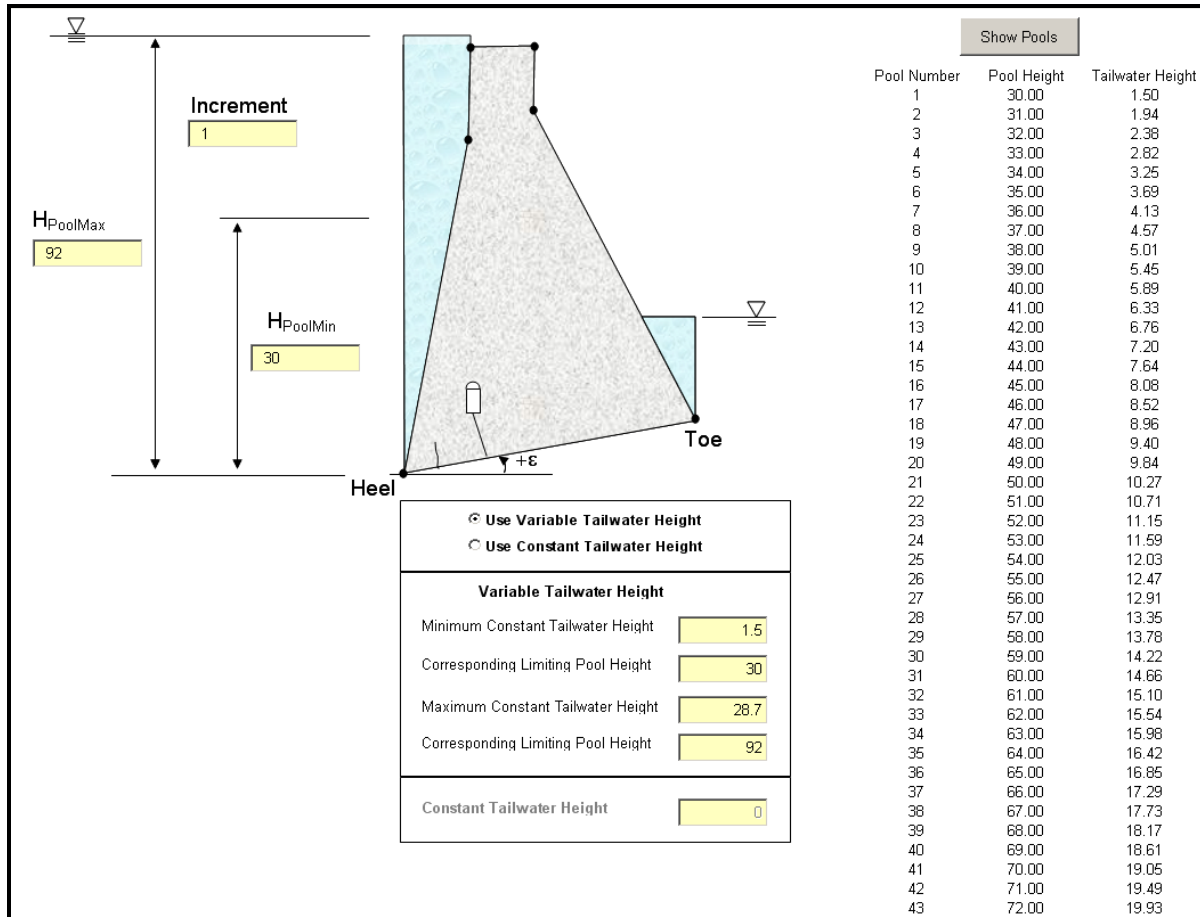 Show Pools
Pool Number Pool Height Tailwater Height
1 30.00 1.50
2 31.00 1.94
3 32.00 2.38
4 33.00 2.82
5 34.00 3.25
6 35.00 3.69
7 36.00 4.13
8 37.00 4.57
9 38.00 5.01
10 39.00 5.45
11 40.00 5.89
12 41.00 6.33
13 42.00 6.76
14 43.00 7.20
15 44.00 7.64
16 45.00 8.08
17 46.00 8.52
18 47.00 8.96
19 48.00 9.40
20 49.00 9.84
21 50.00 10.27
22 51.00 10.71
23 52.00 11.15
24 53.00 11.59
25 54.00 12.03
26 55.00 12.47
27 56.00 12.91
28 57.00 13.35
29 58.00 13.78
30 59.00 14.22
31 60.00 14.66
32 61.00 15.10
33 62.00 15.54
34 63.00 15.98
35 64.00 16.42
36 65.00 16.85
37 66.00 17.29
38 67.00 17.73
39 68.00 18.17
40 69.00 18.61
41 70.00 19.05
42 71.00 19.49
43 72.00 19.93
Increment
1
HPoolMax
92
HPoolMin
30
Toe
+ε
Heel
Use Variable Tailwater Height
Use Constant Tailwater Height
Variable Tailwater Height
Minimum Constant Tailwater Height 1.5
Corresponding Limiting Pool Height 30
Maximum Constant Tailwater Height 28.7
Corresponding Limiting Pool Height 92
Constant Tailwater Height 0